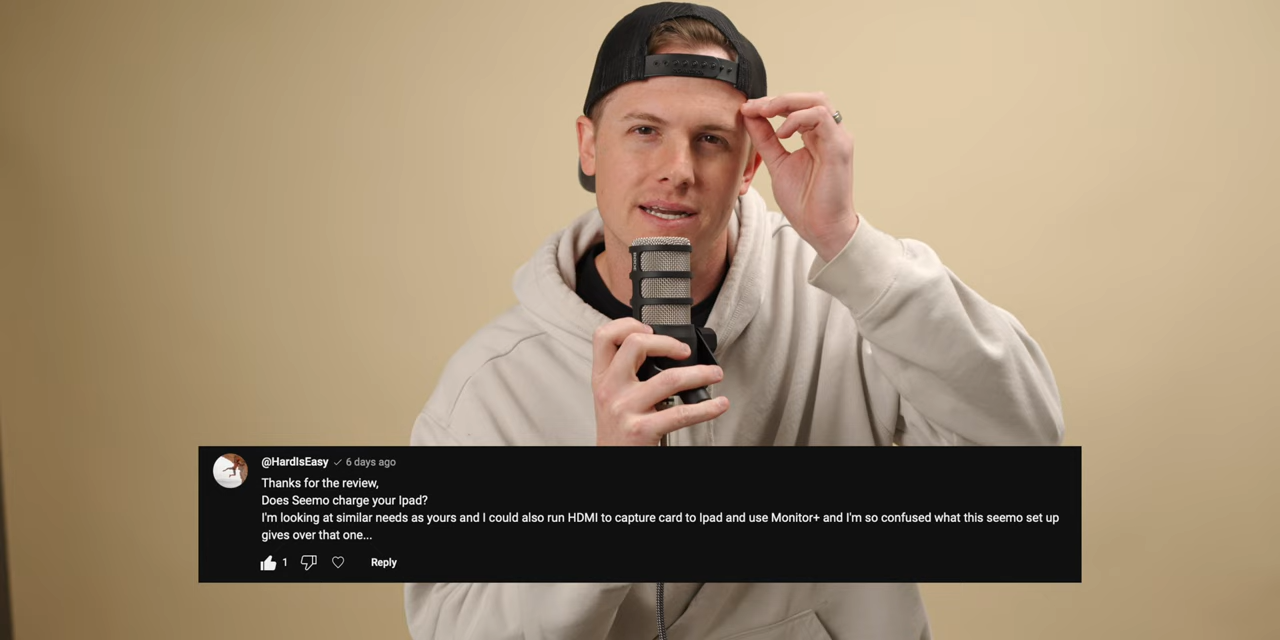 @HardIsEasy 6 days ago
Thanks for the review,
Does Seemo charge your Ipad?
I'm looking at similar needs as yours and I could also run HDMI to capture card to Ipad and use Monitor+ and I'm so confused what this seemo set up
gives over that one...
1 Reply